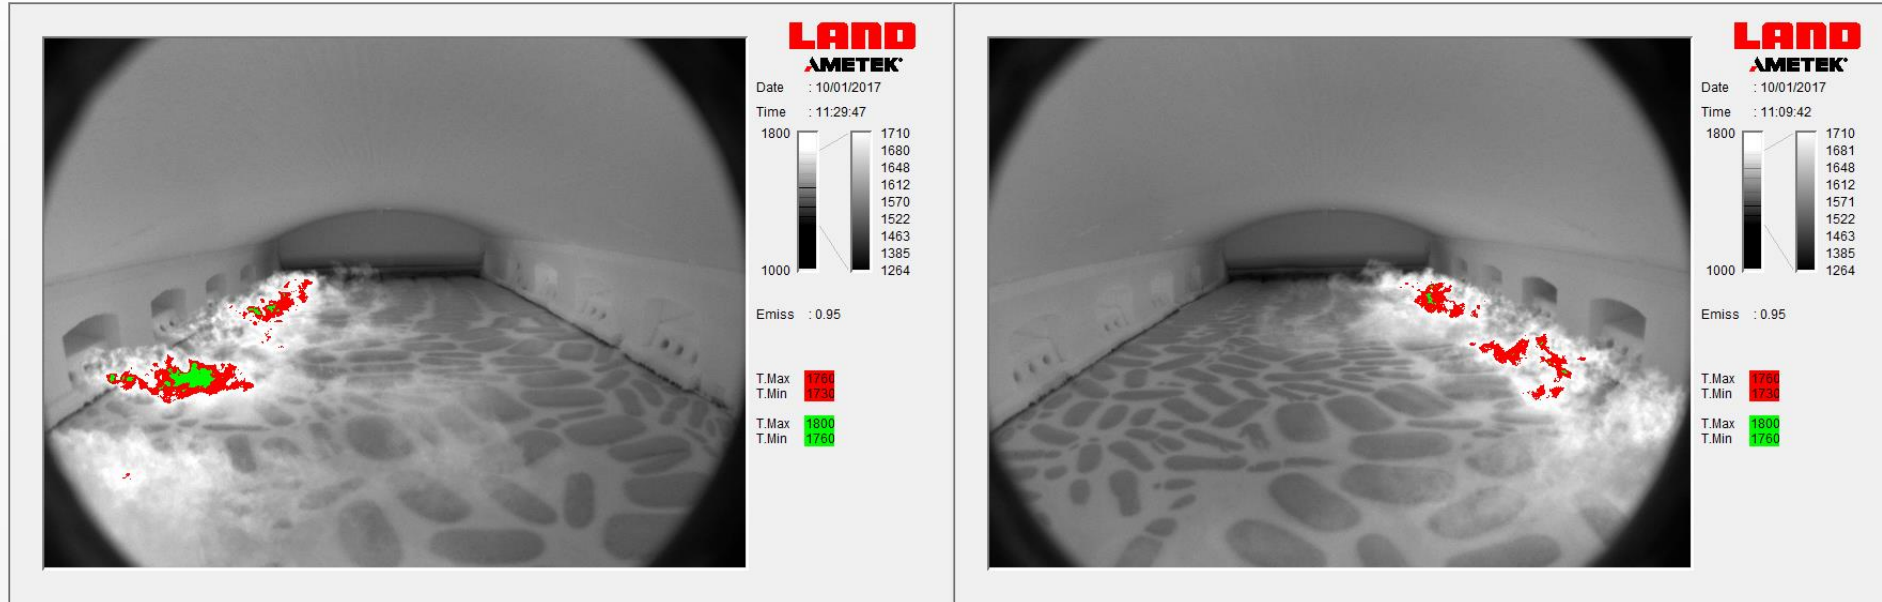 LAND
AMETEK®
Date : 10/01/2017
Time : 11:29:47
1800
1000
1710
1680
1648
1612
1570
1522
1463
1385
1264
Emiss : 0.95
T.Max 1760
T.Min 1730
T.Max 1800
T.Min 1760
LAND
AMETEK®
Date : 10/01/2017
Time : 11:09:42
1800
1000
1710
1681
1648
1612
1571
1522
1463
1385
1264
Emiss : 0.95
T.Max 1760
T.Min 1730
T.Max 1800
T.Min 1760